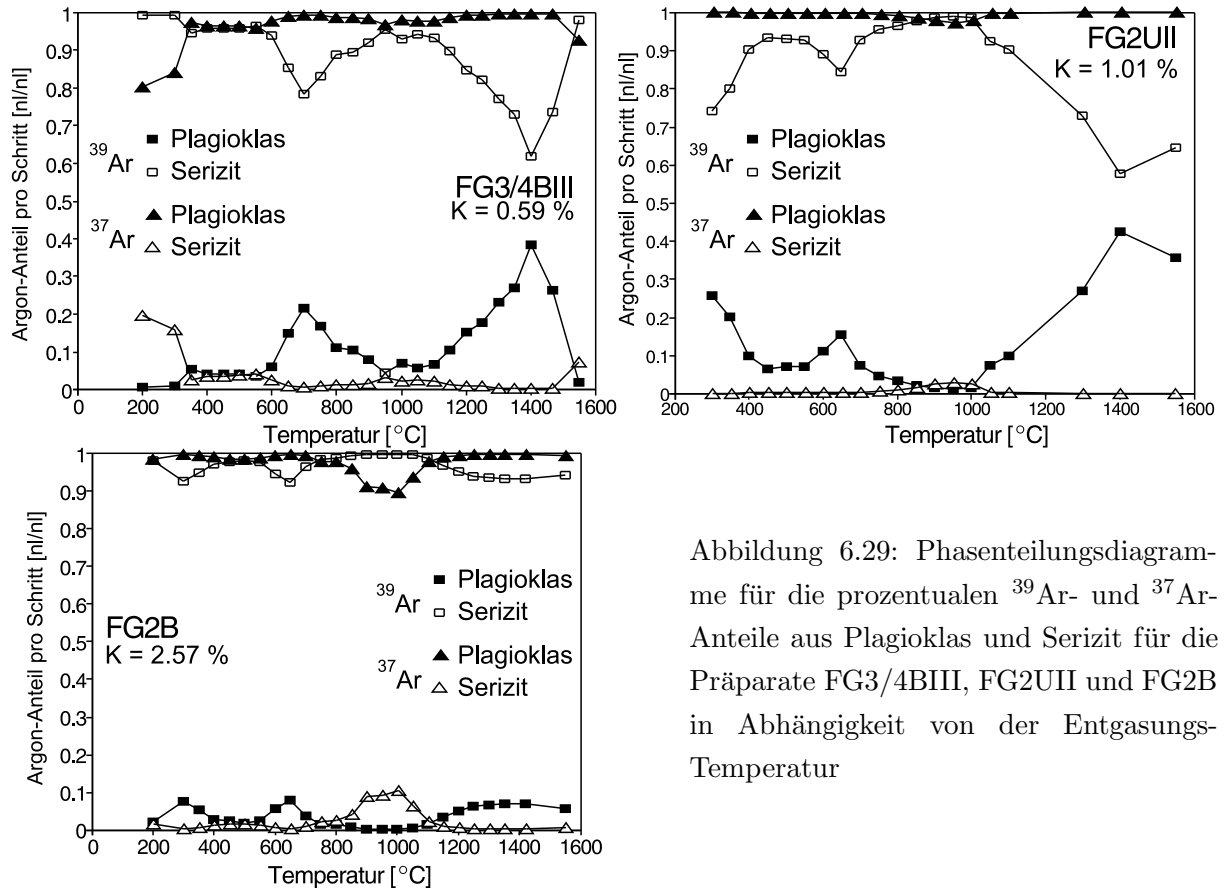 Argon-Anteil pro Schritt [nl/nl]
1
0.9
0.8
0.7
0.6
0.5
0.4
0.3
0.2
0.1
0
0 200 400 600 800 1000 1200 1400 1600
Temperatur [°C]
39Ar
Plagioklas
Serizit
37Ar
Plagioklas
Serizit
FG3/4BIII
K = 0.59 %
Argon-Anteil pro Schritt [nl/nl]
1
0.9
0.8
0.7
0.6
0.5
0.4
0.3
0.2
0.1
0
200 400 600 800 1000 1200 1400 1600
Temperatur [°C]
FG2UII
K = 1.01 %
39Ar
Plagioklas
Serizit
37Ar
Plagioklas
Serizit
Argon-Anteil pro Schritt [nl/nl]
1
0.9
0.8
0.7
0.6
0.5
0.4
0.3
0.2
0.1
0
0 200 400 600 800 1000 1200 1400 1600
Temperatur [°C]
39Ar
Plagioklas
Serizit
37Ar
Plagioklas
Serizit
FG2B
K = 2.57 %
Abbildung 6.29: Phasenteilungsdiagram-
me für die prozentualen 39Ar- und 37Ar-
Anteile aus Plagioklas und Serizit für die
Präparate FG3/4BIII, FG2UII und FG2B
in Abhängigkeit von der Entgasungs-
Temperatur